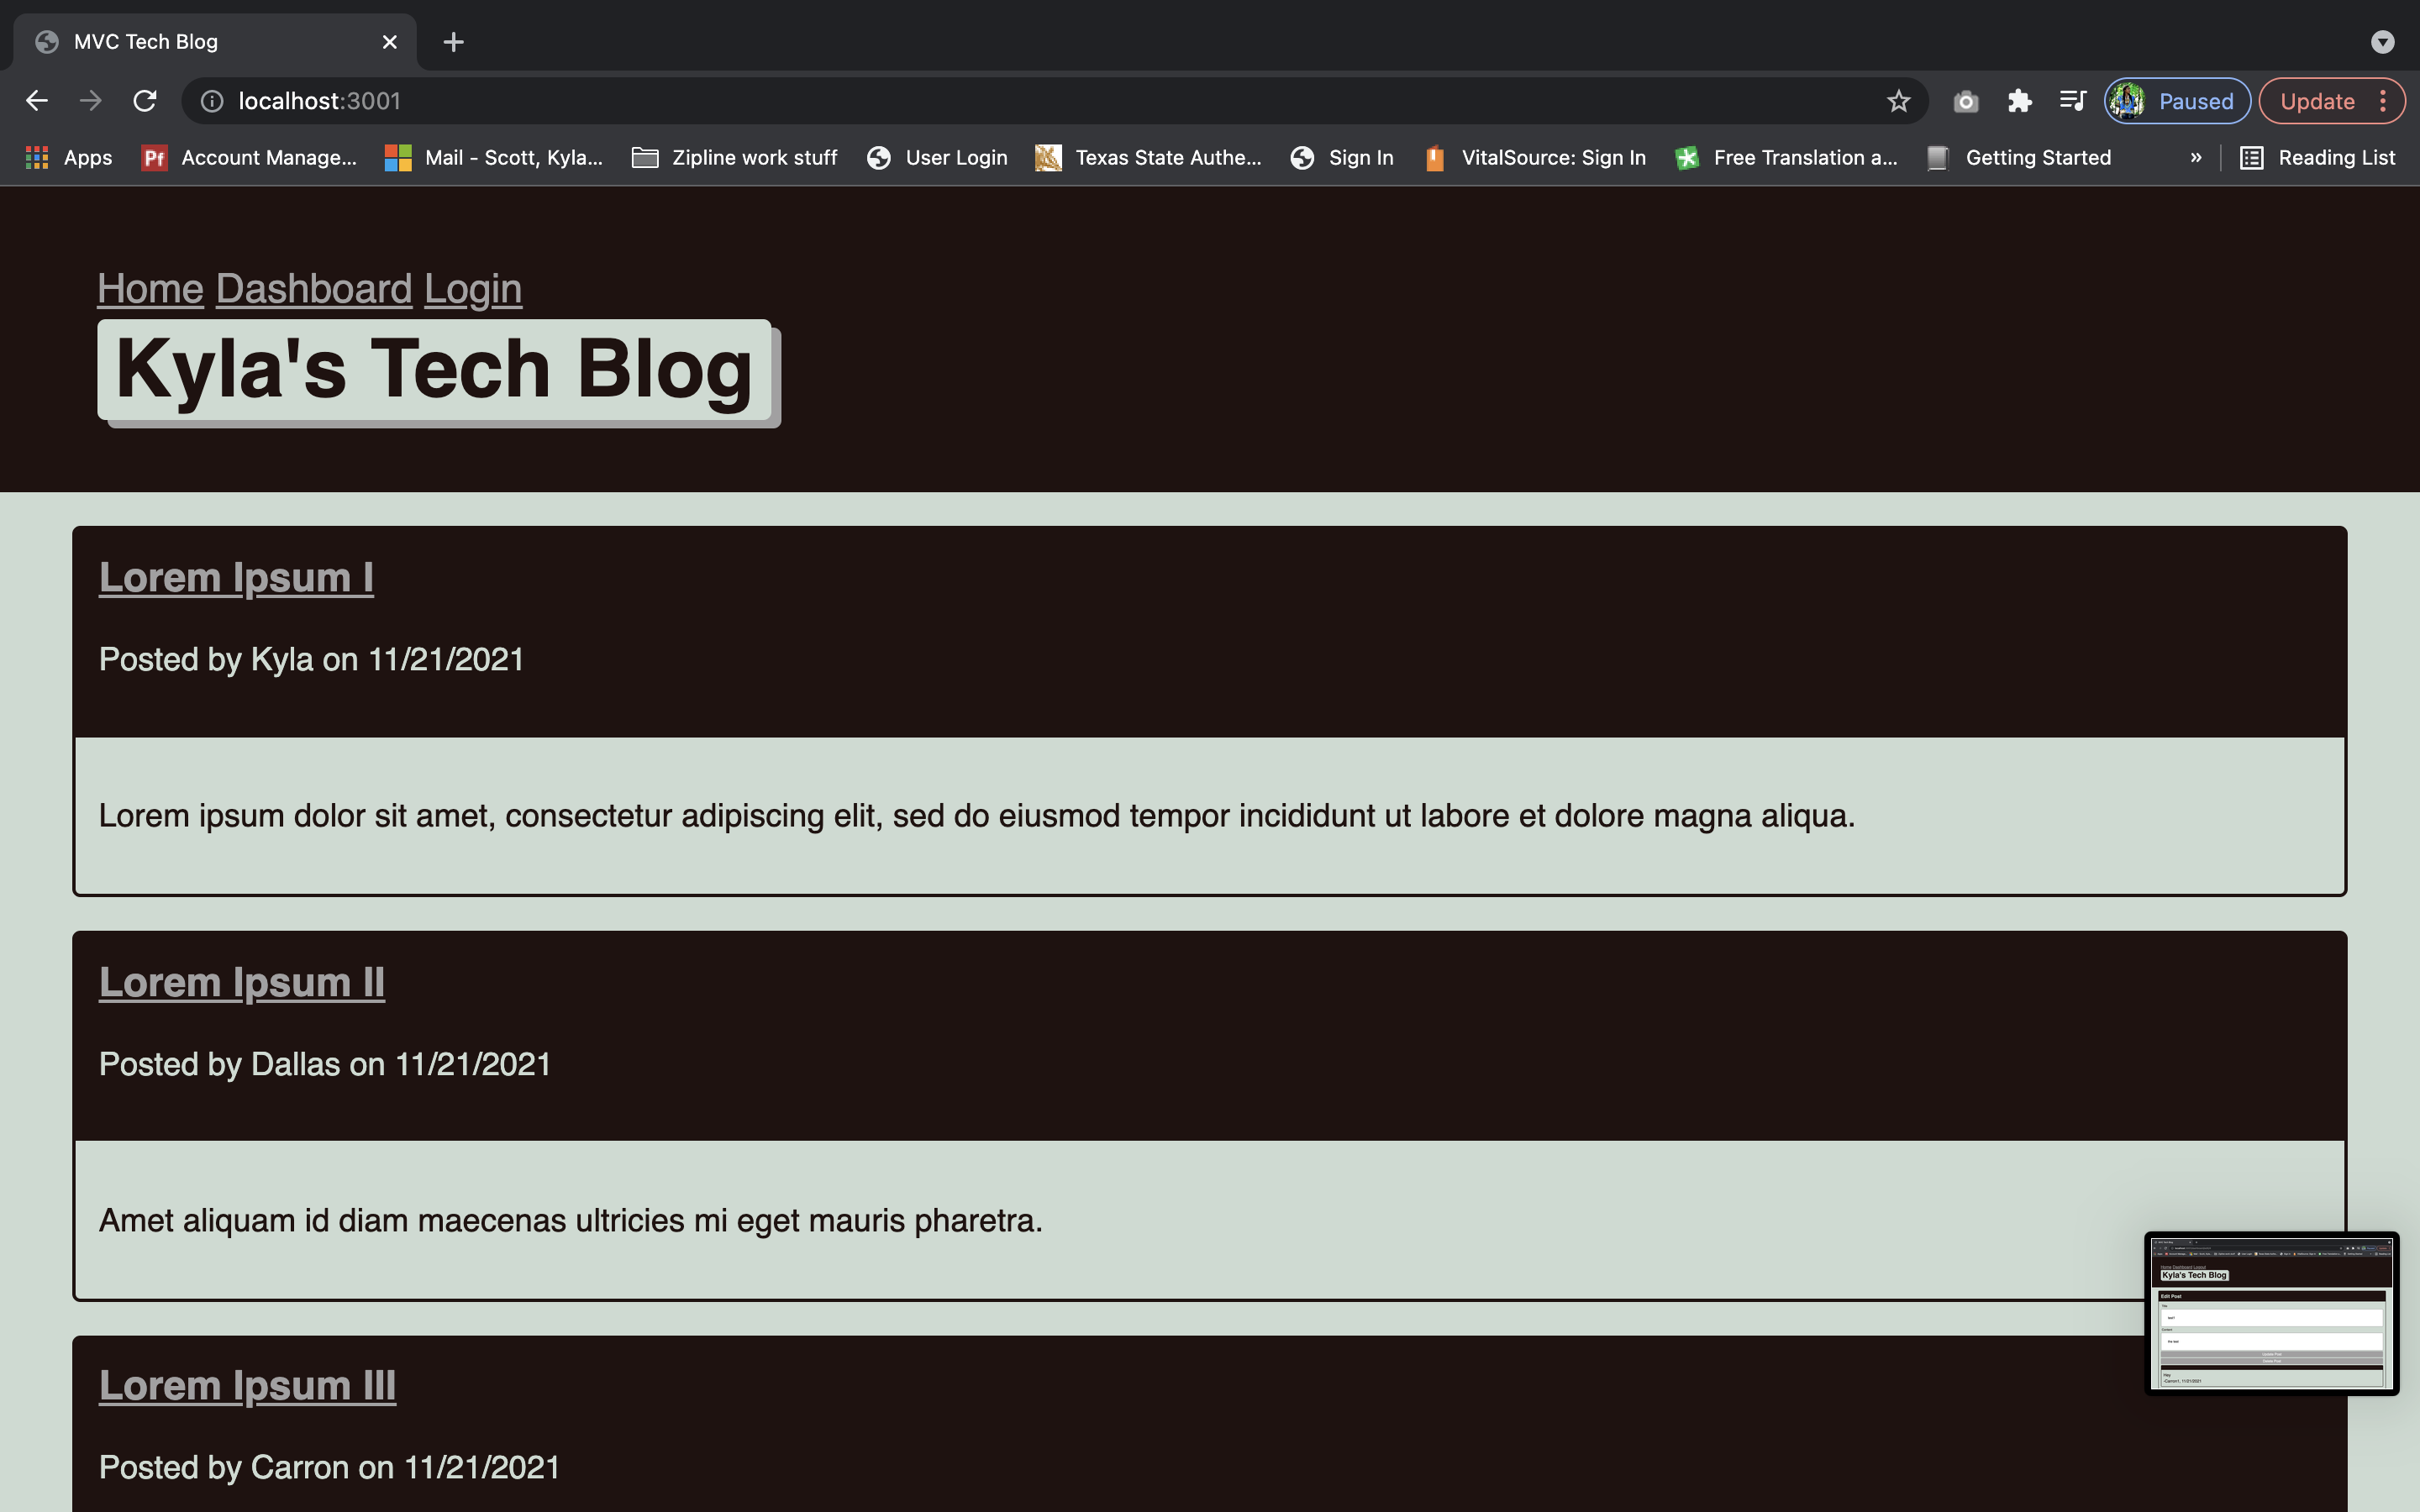 MVC Tech Blog
localhost:3001
Paused
Update
Apps
Account Manage...
Mail - Scott, Kyla...
Zipline work stuff
User Login
Texas State Authe...
Sign In
VitalSource: Sign In
Free Translation a...
Getting Started
»
Reading List
Home Dashboard Login
Kyla's Tech Blog
Lorem Ipsum I
Posted by Kyla on 11/21/2021
Lorem ipsum dolor sit amet, consectetur adipiscing elit, sed do eiusmod tempor incididunt ut labore et dolore magna aliqua.
Lorem Ipsum II
Posted by Dallas on 11/21/2021
Amet aliquam id diam maecenas ultricies mi eget mauris pharetra.
Kyla's Tech Blog
Edit Post
Lorem Ipsum III
Posted by Carron on 11/21/2021